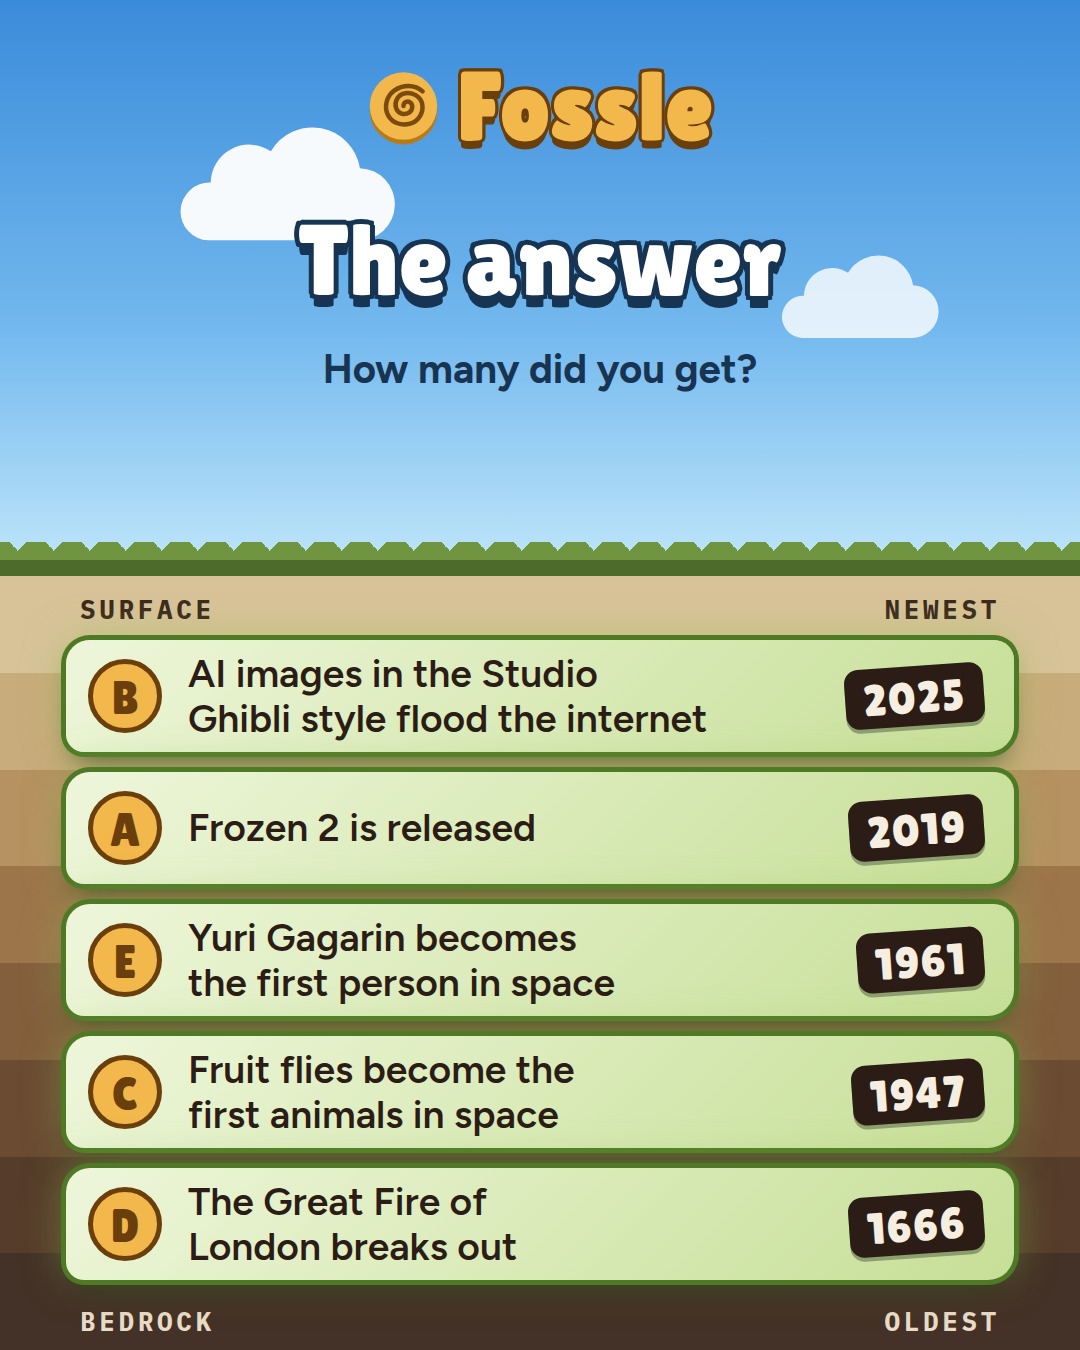 Fossle
The answer
How many did you get?
SURFACE NEWEST
B AI images in the Studio
Ghibli style flood the internet
2025
A Frozen 2 is released 2019
E Yuri Gagarin becomes
the first person in space
1961
C Fruit flies become the
first animals in space
1947
D The Great Fire of
London breaks out
1666
BEDROCK OLDEST